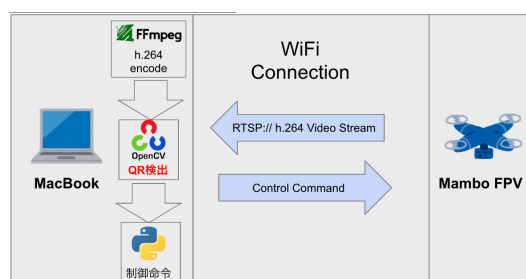 FFmpeg
h.264
encode
OpenCV
QR検出
制御命令
MacBook
WiFi
Connection
RTSP:// h.264 Video Stream
Control Command
Mambo FPV